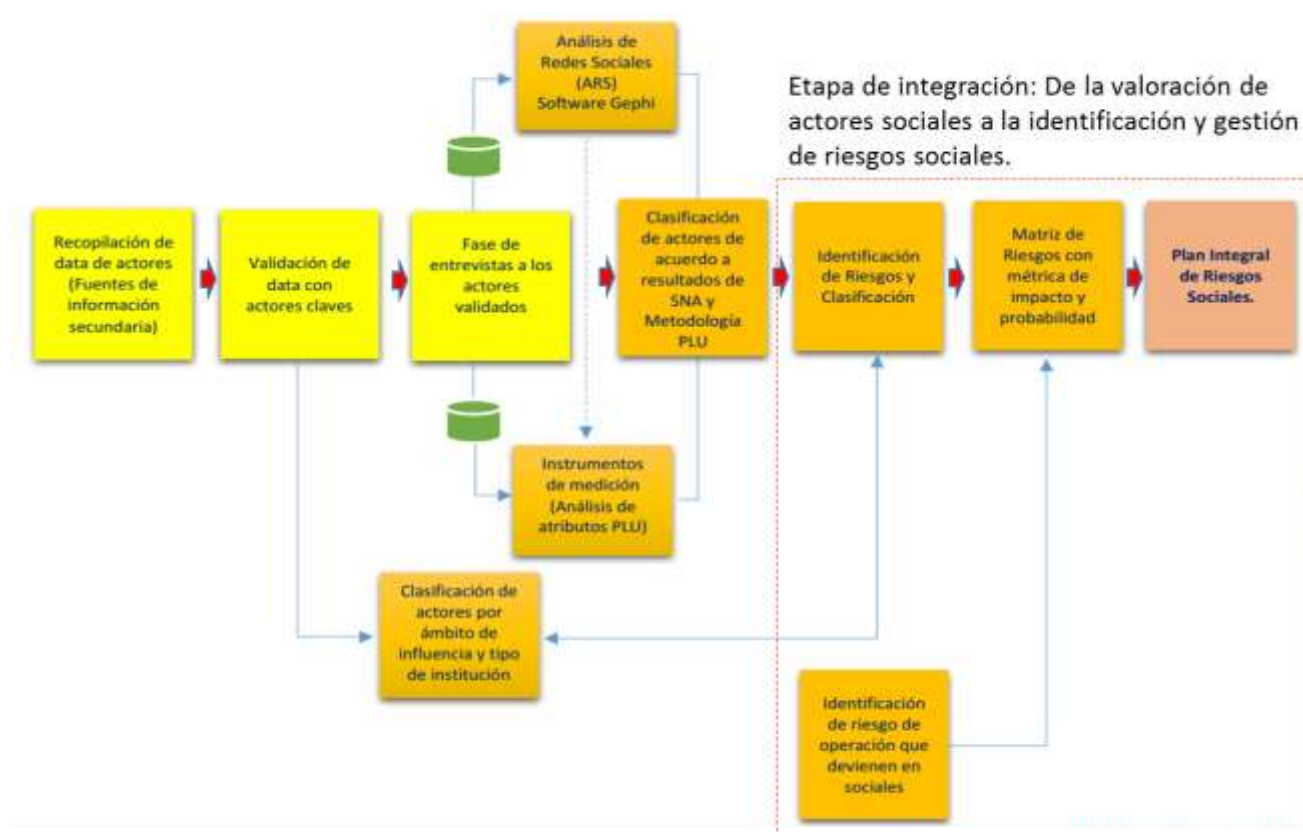 Análisis de
Redes Sociales
(ARS)
Software Gephi
Etapa de integración: De la valoración de
actores sociales a la identificación y gestión
de riesgos sociales.
Recopilación de
data de actores
(Fuentes de
información
secundaria)
Validación de
data con
actores claves
Fase de
entrevistas a los
actores
validados
Clasificación
de actores de
acuerdo a
resultados de
SNA y
Metodología
PLU
Identificación
de Riesgos y
Clasificación
Matriz de
Riesgos con
métrica de
impacto y
probabilidad
Plan Integral
de Riesgos
Sociales.
Instrumentos
de medición
(Análisis de
atributos PLU)
Clasificación de
actores por
ámbito de
influencia y tipo
de institución
Identificación
de riesgo de
operación que
devienen en
sociales